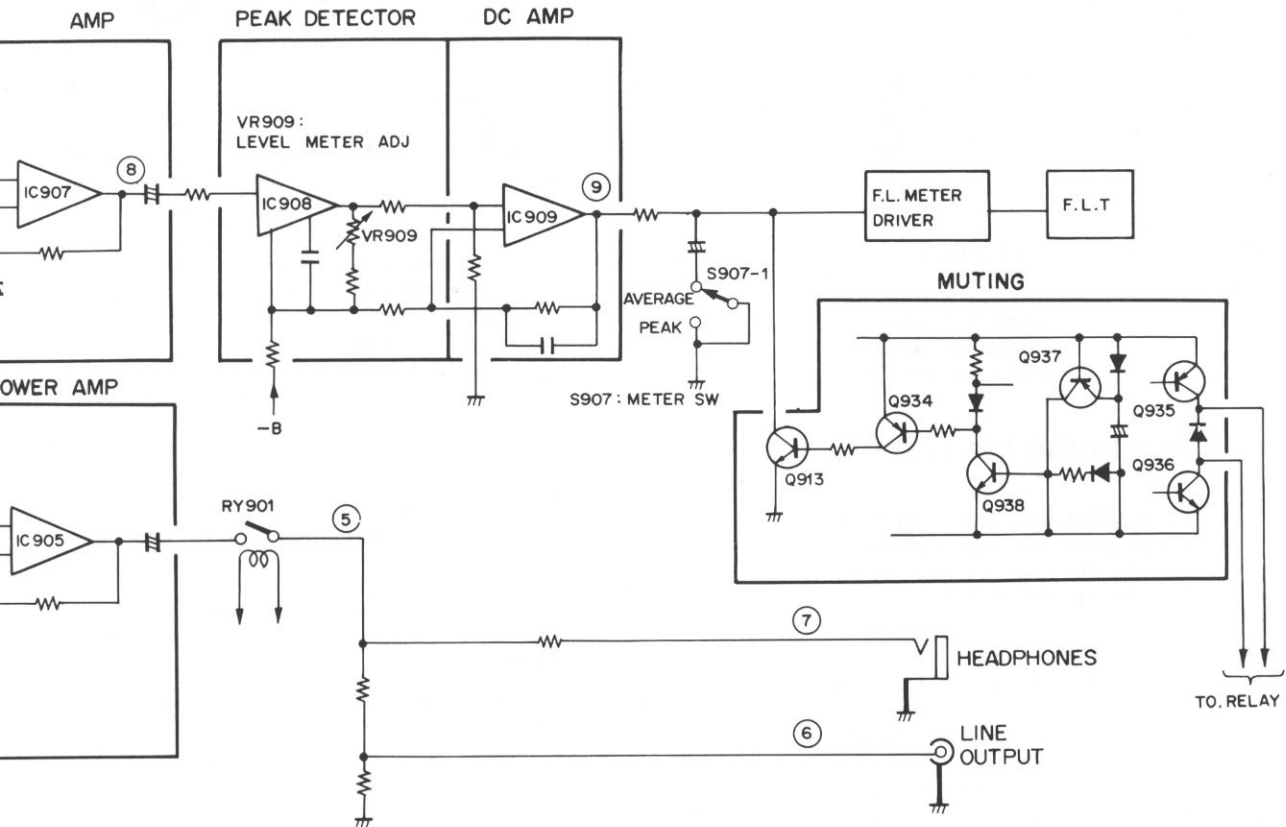 AMP
PEAK DETECTOR
DC AMP
VR909:
LEVEL METER ADJ
8
IC907
IC908
VR909
9
IC909
F.L. METER
DRIVER
F.L.T
S907-1
AVERAGE
PEAK
S907: METER SW
-B
MUTING
Q937
Q934
Q935
Q936
Q913
Q938
OWER AMP
RY901
5
IC905
7
HEADPHONES
TO. RELAY
6
LINE
OUTPUT